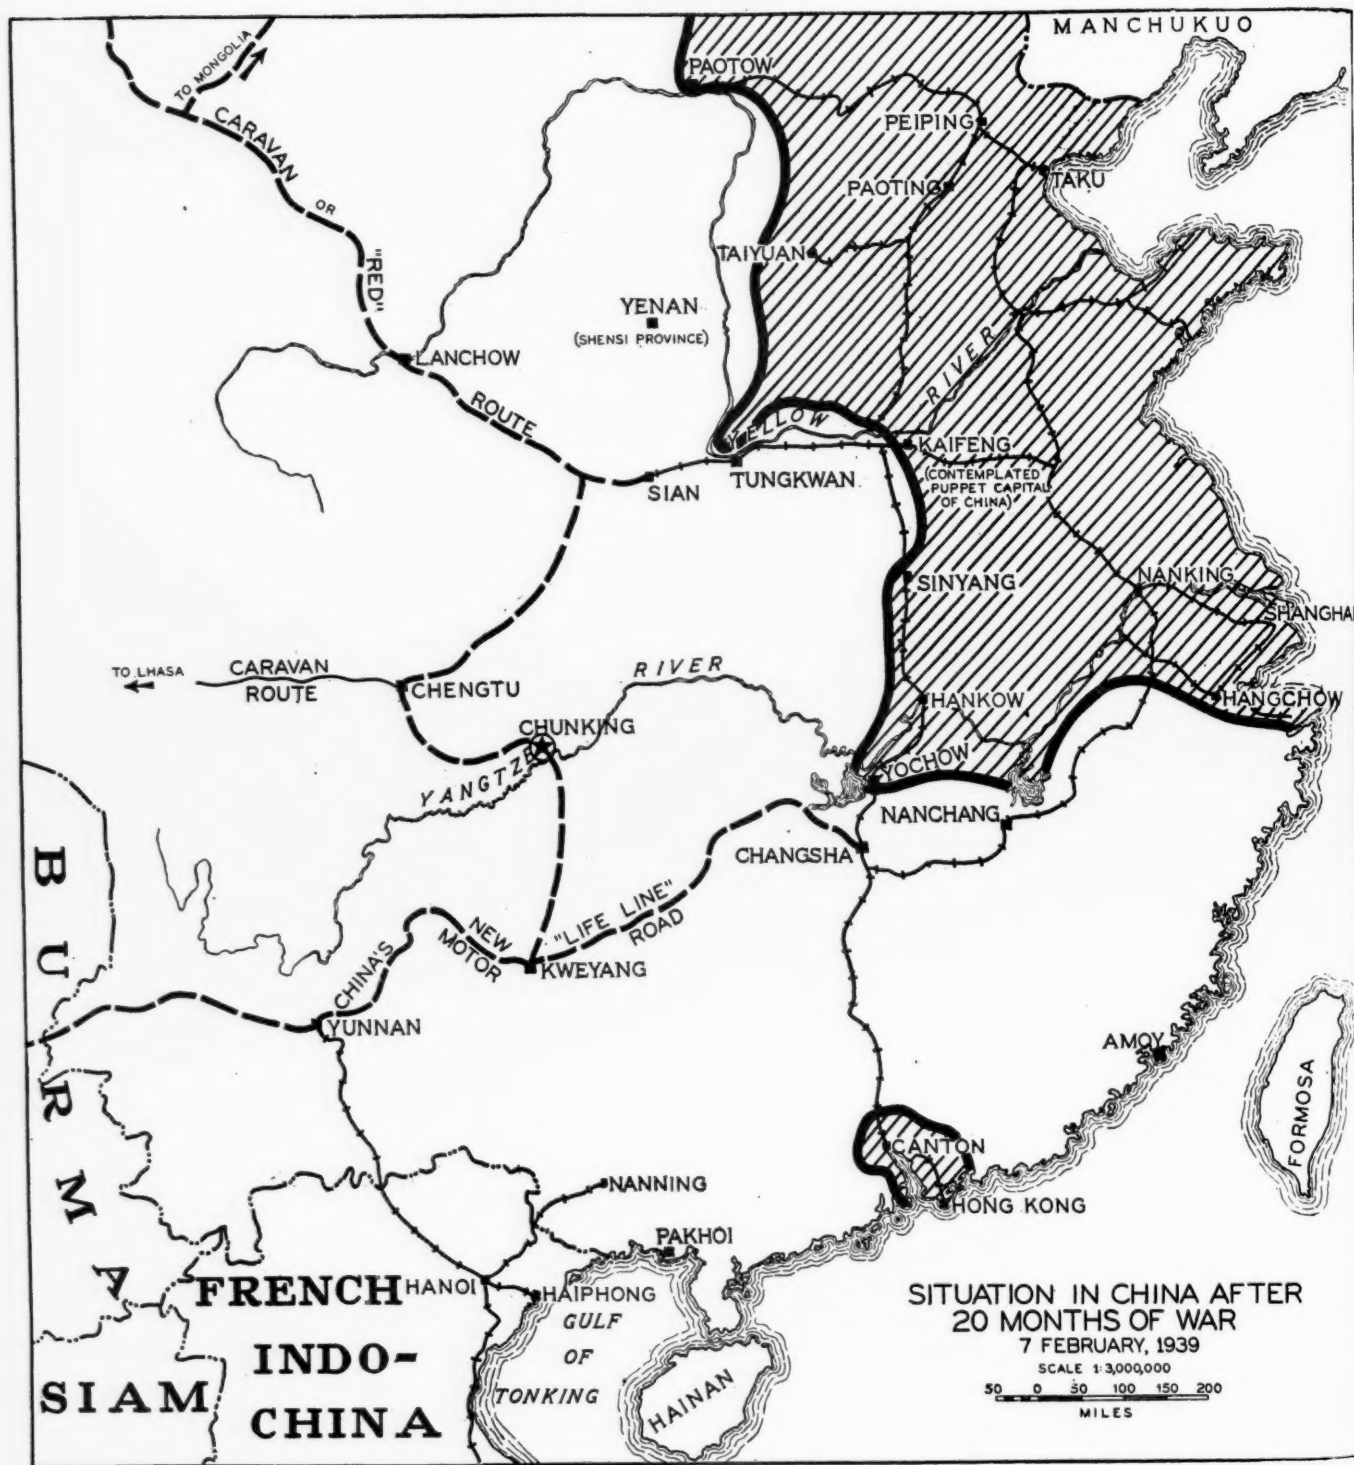 MANCHUKUO
TO MONGOLIA
PAOTOW
CARAVAN
OR
"RED"
ROUTE
PEIPING
PAOTING
TAKU
TAIYUAN
YENAN
(SHENSI PROVINCE)
LANCHOW
YELLOW
RIVER
KAIFENG
(CONTEMPLATED
PUPPET CAPITAL
OF CHINA)
SIAN
TUNGKWAN
SINYANG
NANKING
SHANGHAI
TO LHASA
CARAVAN
ROUTE
CHENGTU
RIVER
HANKOW
HANGCHOW
CHUNKING
YANGTZE
YOCHOW
NANCHANG
CHANGSHA
"LIFE LINE"
ROAD
NEW
MOTOR
CHINA'S
KWEYANG
YUNNAN
BURMA
AMOY
FORMOSA
CANTON
HONG KONG
NANNING
PAKHOI
HANOI
HAIPHONG
FRENCH
INDO-
CHINA
SIAM
GULF
OF
TONKING
HAINAN
SITUATION IN CHINA AFTER
20 MONTHS OF WAR
7 FEBRUARY, 1939
SCALE 1:3,000,000
50 0 50 100 150 200
MILES